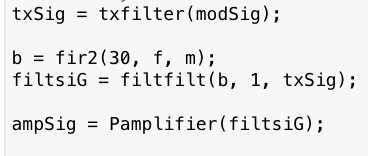 txSig = txfilter(modSig);
b = fir2(30, f, m);
filtsiG = filtfilt(b, 1, txSig);
ampSig = Pamplifier(filtsiG);